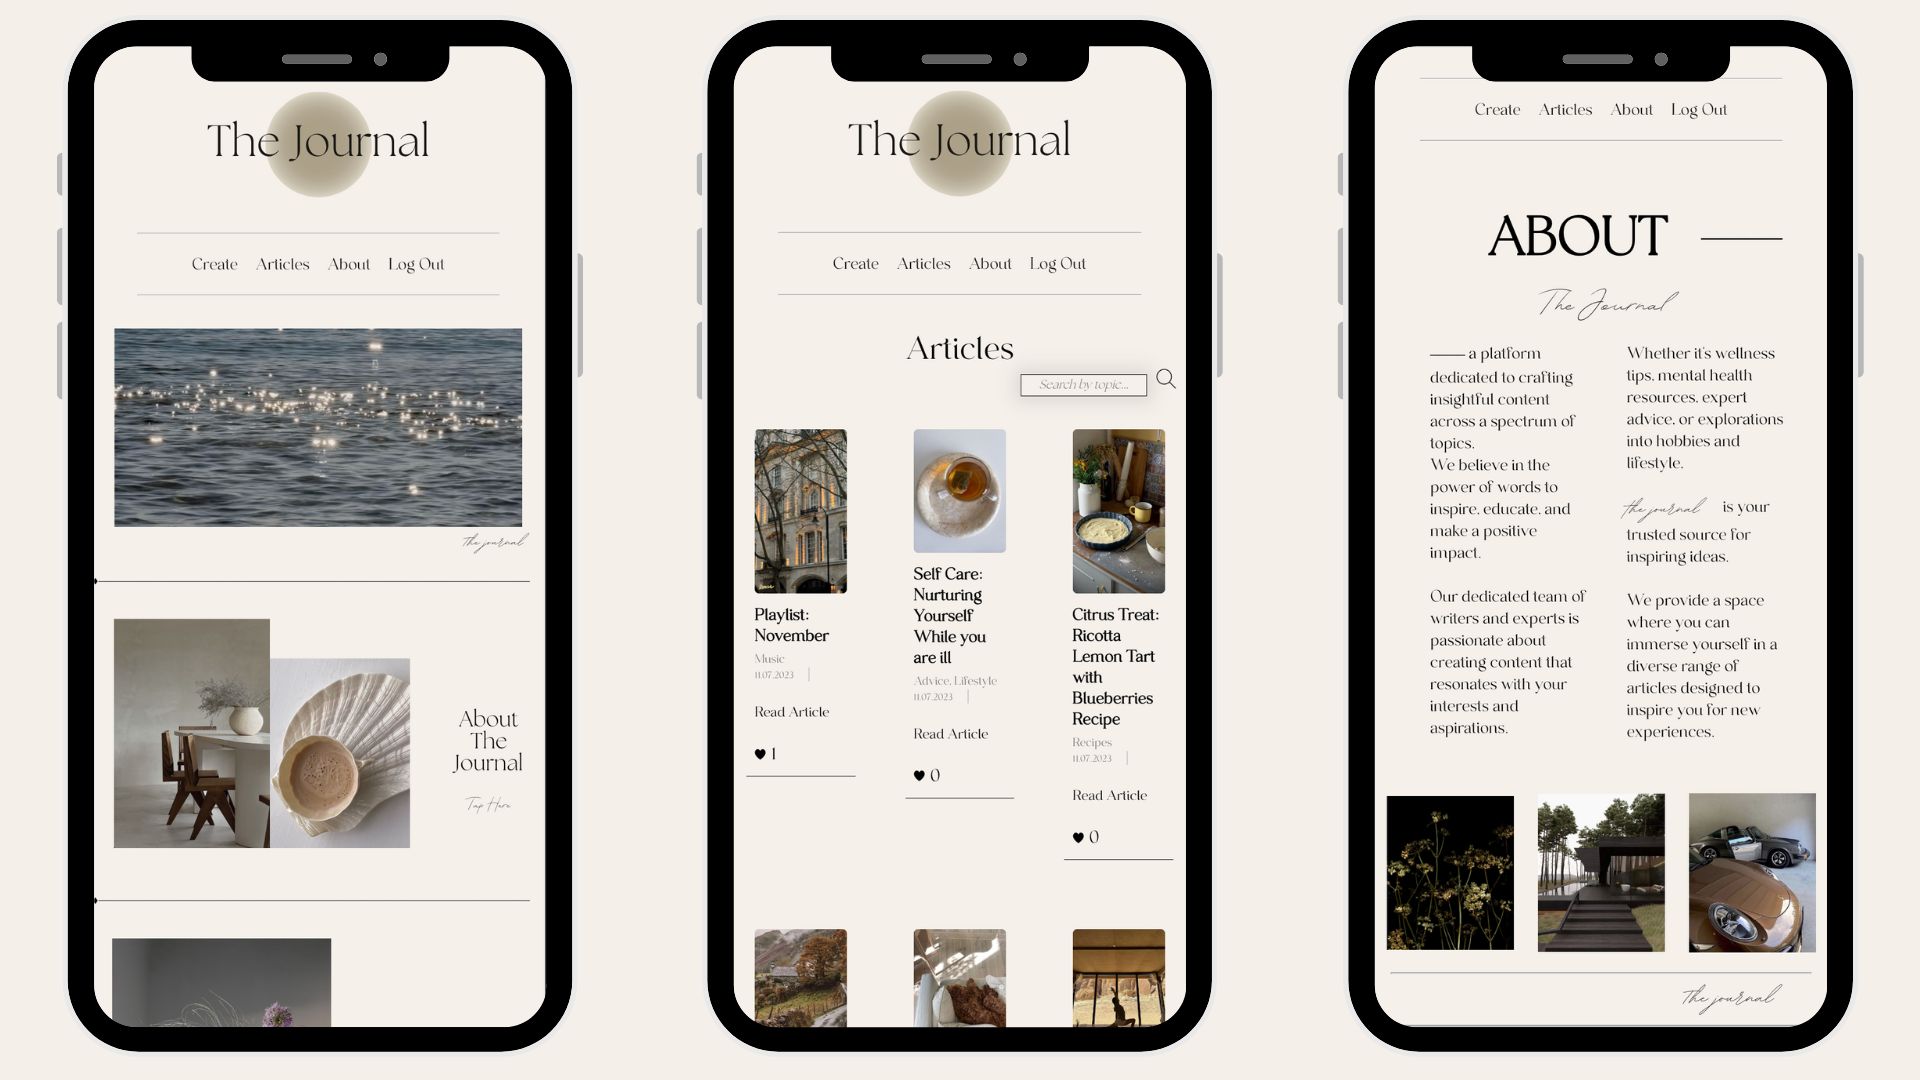 The Journal
Create Articles About Log Out
The journal
About
The
Journal
Tap Here
The Journal
Create Articles About Log Out
Articles
Search by topic...
Playlist:
November
Music
11.07.2023
Read Article
1
Self Care:
Nurturing
Yourself
While you
are ill
Advice, Lifestyle
11.07.2023
Read Article
0
Citrus Treat:
Ricotta
Lemon Tart
with
Blueberries
Recipe
Recipes
11.07.2023
Read Article
0
Create Articles About Log Out
ABOUT
The Journal
a platform
dedicated to crafting
insightful content
across a spectrum of
topics.
We believe in the
power of words to
inspire, educate, and
make a positive
impact.
Our dedicated team of
writers and experts is
passionate about
creating content that
resonates with your
interests and
aspirations.
Whether it's wellness
tips, mental health
resources, expert
advice, or explorations
into hobbies and
lifestyle,
the journal is your
trusted source for
inspiring ideas.
We provide a space
where you can
immerse yourself in a
diverse range of
articles designed to
inspire you for new
experiences.
The journal